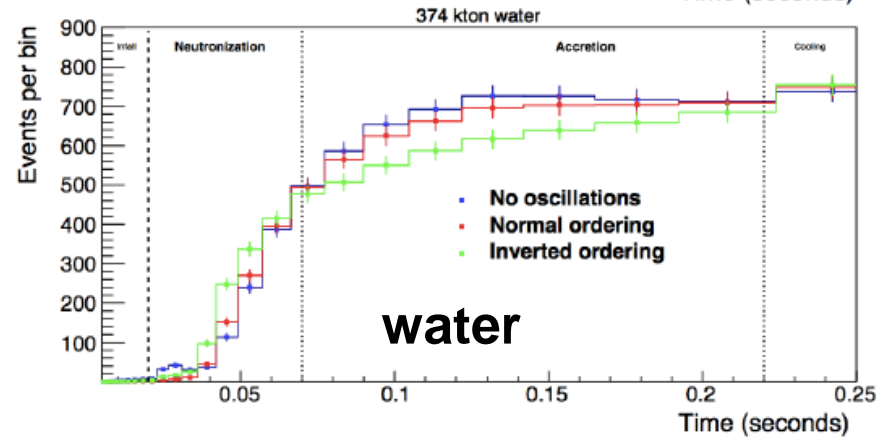 Time (seconds)
374 kton water
Events per bin
900
800
700
600
500
400
300
200
100
Infall
Neutronization
Accretion
Cooling
No oscillations
Normal ordering
Inverted ordering
water
0.05
0.1
0.15
0.2
0.25
Time (seconds)